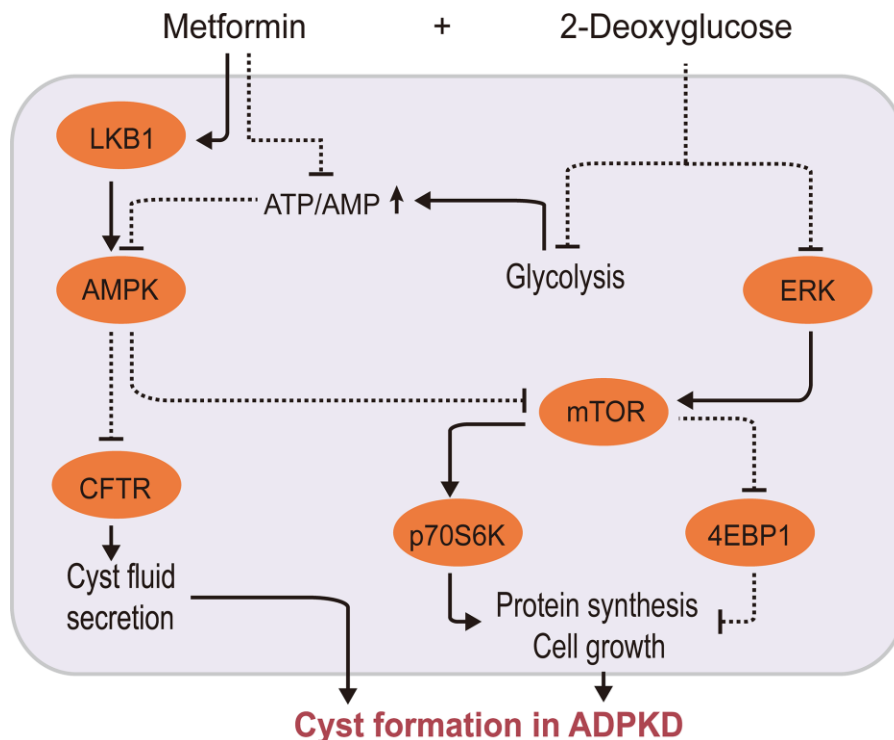 Metformin + 2-Deoxyglucose
LKB1
ATP/AMP
Glycolysis
AMPK
ERK
mTOR
CFTR
p70S6K
4EBP1
Cyst fluid
secretion
Protein synthesis
Cell growth
Cyst formation in ADPKD